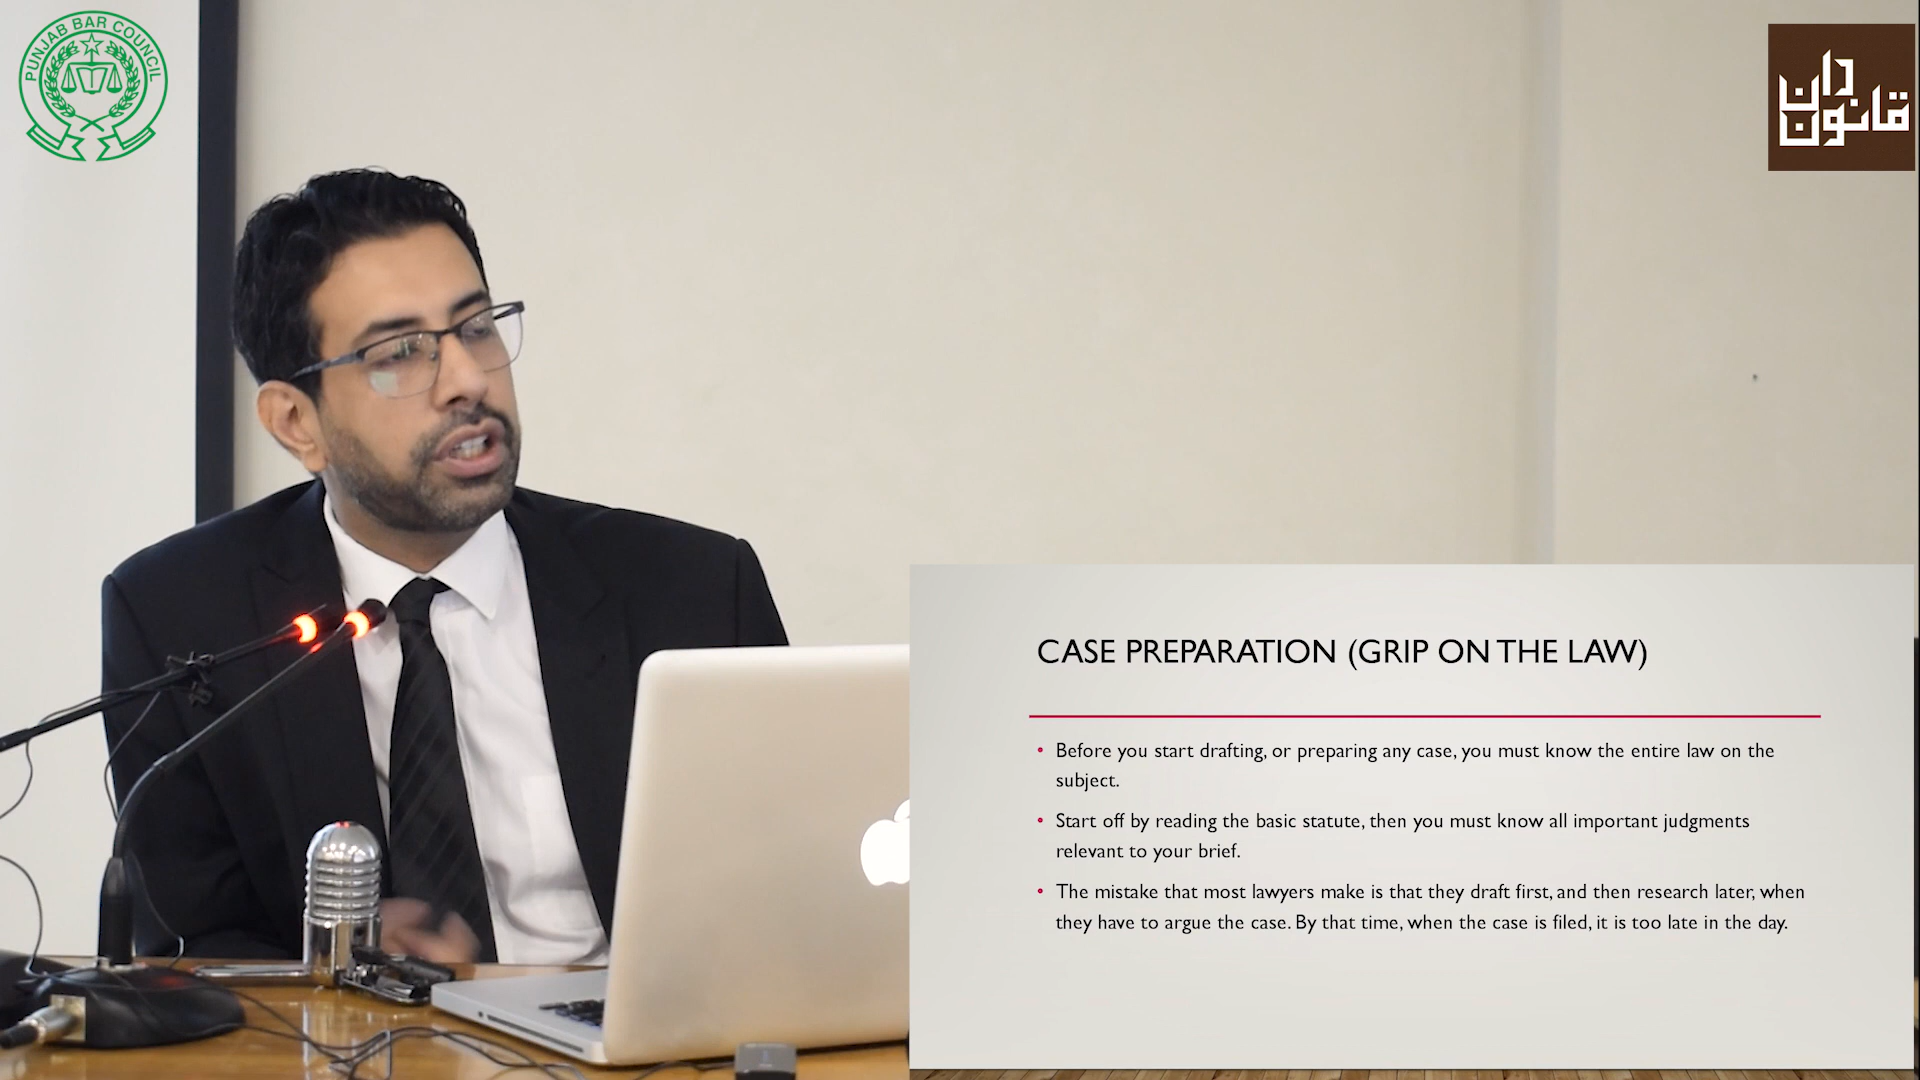 PUNJAB BAR COUNCIL
قانون دان
CASE PREPARATION (GRIP ON THE LAW)
• Before you start drafting, or preparing any case, you must know the entire law on the
subject.
• Start off by reading the basic statute, then you must know all important judgments
relevant to your brief.
• The mistake that most lawyers make is that they draft first, and then research later, when
they have to argue the case. By that time, when the case is filed, it is too late in the day.